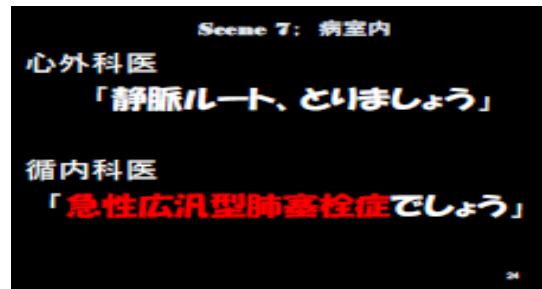 Scene 7: 病室内
心外科医
「静脈ルート、とりましょう」
循内科医
「急性広汎型肺塞栓症でしょう」
24